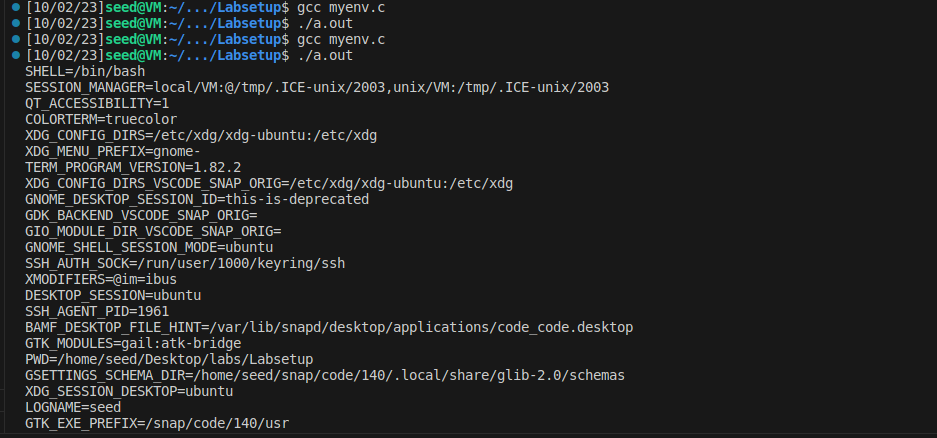 [10/02/23]seed@VM:~/.../Labsetup$ gcc myenv.c
[10/02/23]seed@VM:~/.../Labsetup$ ./a.out
[10/02/23]seed@VM:~/.../Labsetup$ gcc myenv.c
[10/02/23]seed@VM:~/.../Labsetup$ ./a.out
SHELL=/bin/bash
SESSION_MANAGER=local/VM:@/tmp/.ICE-unix/2003,unix/VM:/tmp/.ICE-unix/2003
QT_ACCESSIBILITY=1
COLORTERM=truecolor
XDG_CONFIG_DIRS=/etc/xdg/xdg-ubuntu:/etc/xdg
XDG_MENU_PREFIX=gnome-
TERM_PROGRAM_VERSION=1.82.2
XDG_CONFIG_DIRS_VSCODE_SNAP_ORIG=/etc/xdg/xdg-ubuntu:/etc/xdg
GNOME_DESKTOP_SESSION_ID=this-is-deprecated
GDK_BACKEND_VSCODE_SNAP_ORIG=
GIO_MODULE_DIR_VSCODE_SNAP_ORIG=
GNOME_SHELL_SESSION_MODE=ubuntu
SSH_AUTH_SOCK=/run/user/1000/keyring/ssh
XMODIFIERS=@im=ibus
DESKTOP_SESSION=ubuntu
SSH_AGENT_PID=1961
BAMF_DESKTOP_FILE_HINT=/var/lib/snapd/desktop/applications/code_code.desktop
GTK_MODULES=gail:atk-bridge
PWD=/home/seed/Desktop/labs/Labsetup
GSETTINGS_SCHEMA_DIR=/home/seed/snap/code/140/.local/share/glib-2.0/schemas
XDG_SESSION_DESKTOP=ubuntu
LOGNAME=seed
GTK_EXE_PREFIX=/snap/code/140/usr